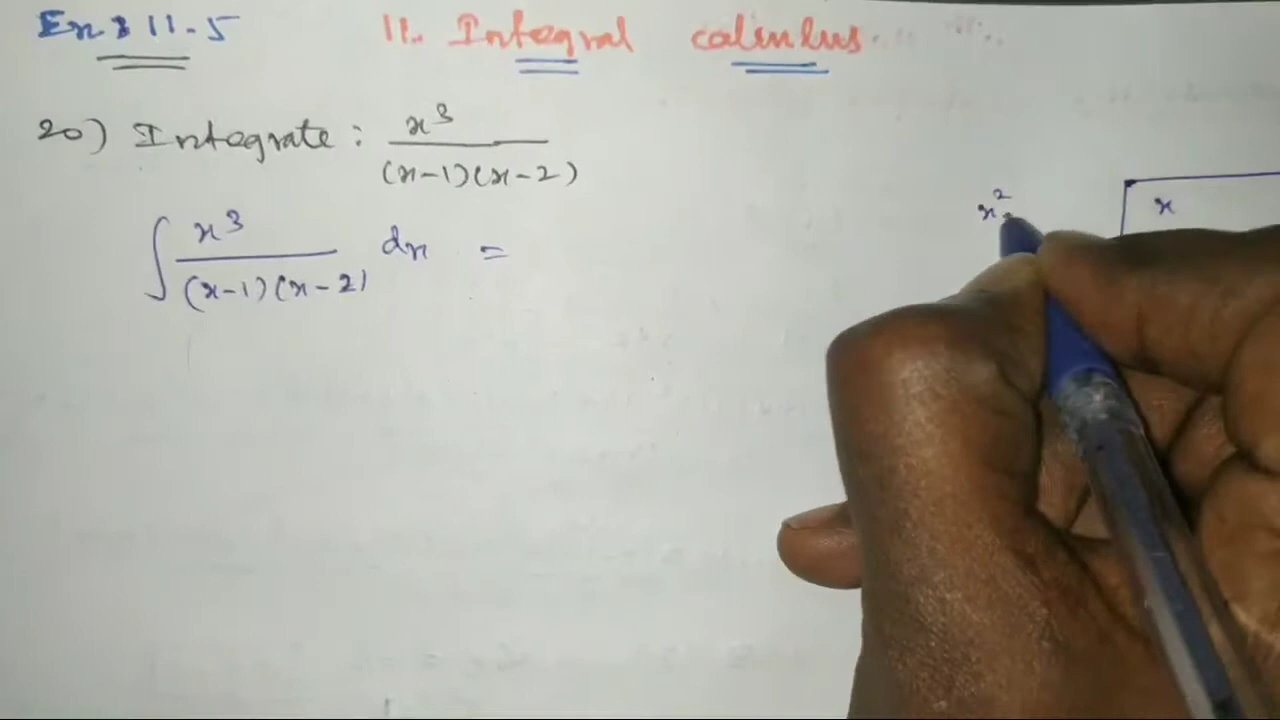 Ex : 11.5
11. Integral calculus.
20) Integrate : x³ / (x-1)(x-2)
∫ x³ / (x-1)(x-2) dx =
x²
x